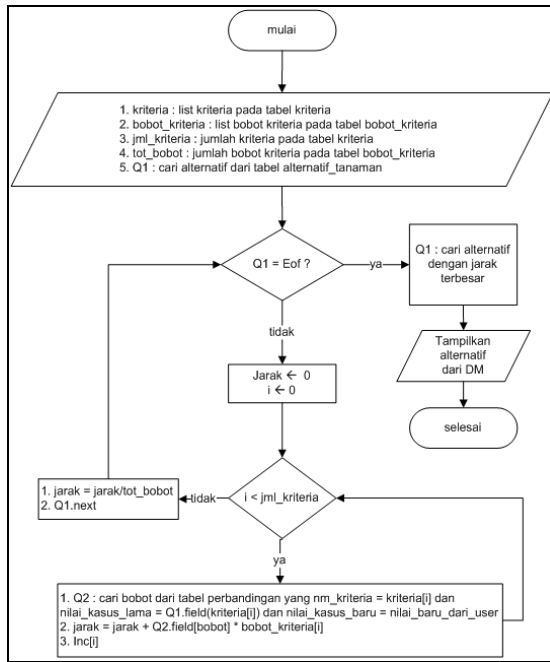 mulai
1. kriteria : list kriteria pada tabel kriteria
2. bobot_kriteria : list bobot kriteria pada tabel bobot_kriteria
3. jml_kriteria : jumlah kriteria pada tabel kriteria
4. tot_bobot : jumlah bobot kriteria pada tabel bobot_kriteria
5. Q1 : cari alternatif dari tabel alternatif_tanaman
Q1 = Eof ?
ya
Q1 : cari alternatif
dengan jarak
terbesar
tidak
Tampilkan
alternatif
dari DM
Jarak ← 0
i ← 0
selesai
1. jarak = jarak/tot_bobot
2. Q1.next
tidak
i < jml_kriteria
ya
1. Q2 : cari bobot dari tabel perbandingan yang nm_kriteria = kriteria[i] dan
nilai_kasus_lama = Q1.field(kriteria[i]) dan nilai_kasus_baru = nilai_baru_dari_user
2. jarak = jarak + Q2.field[bobot] * bobot_kriteria[i]
3. Inc[i]